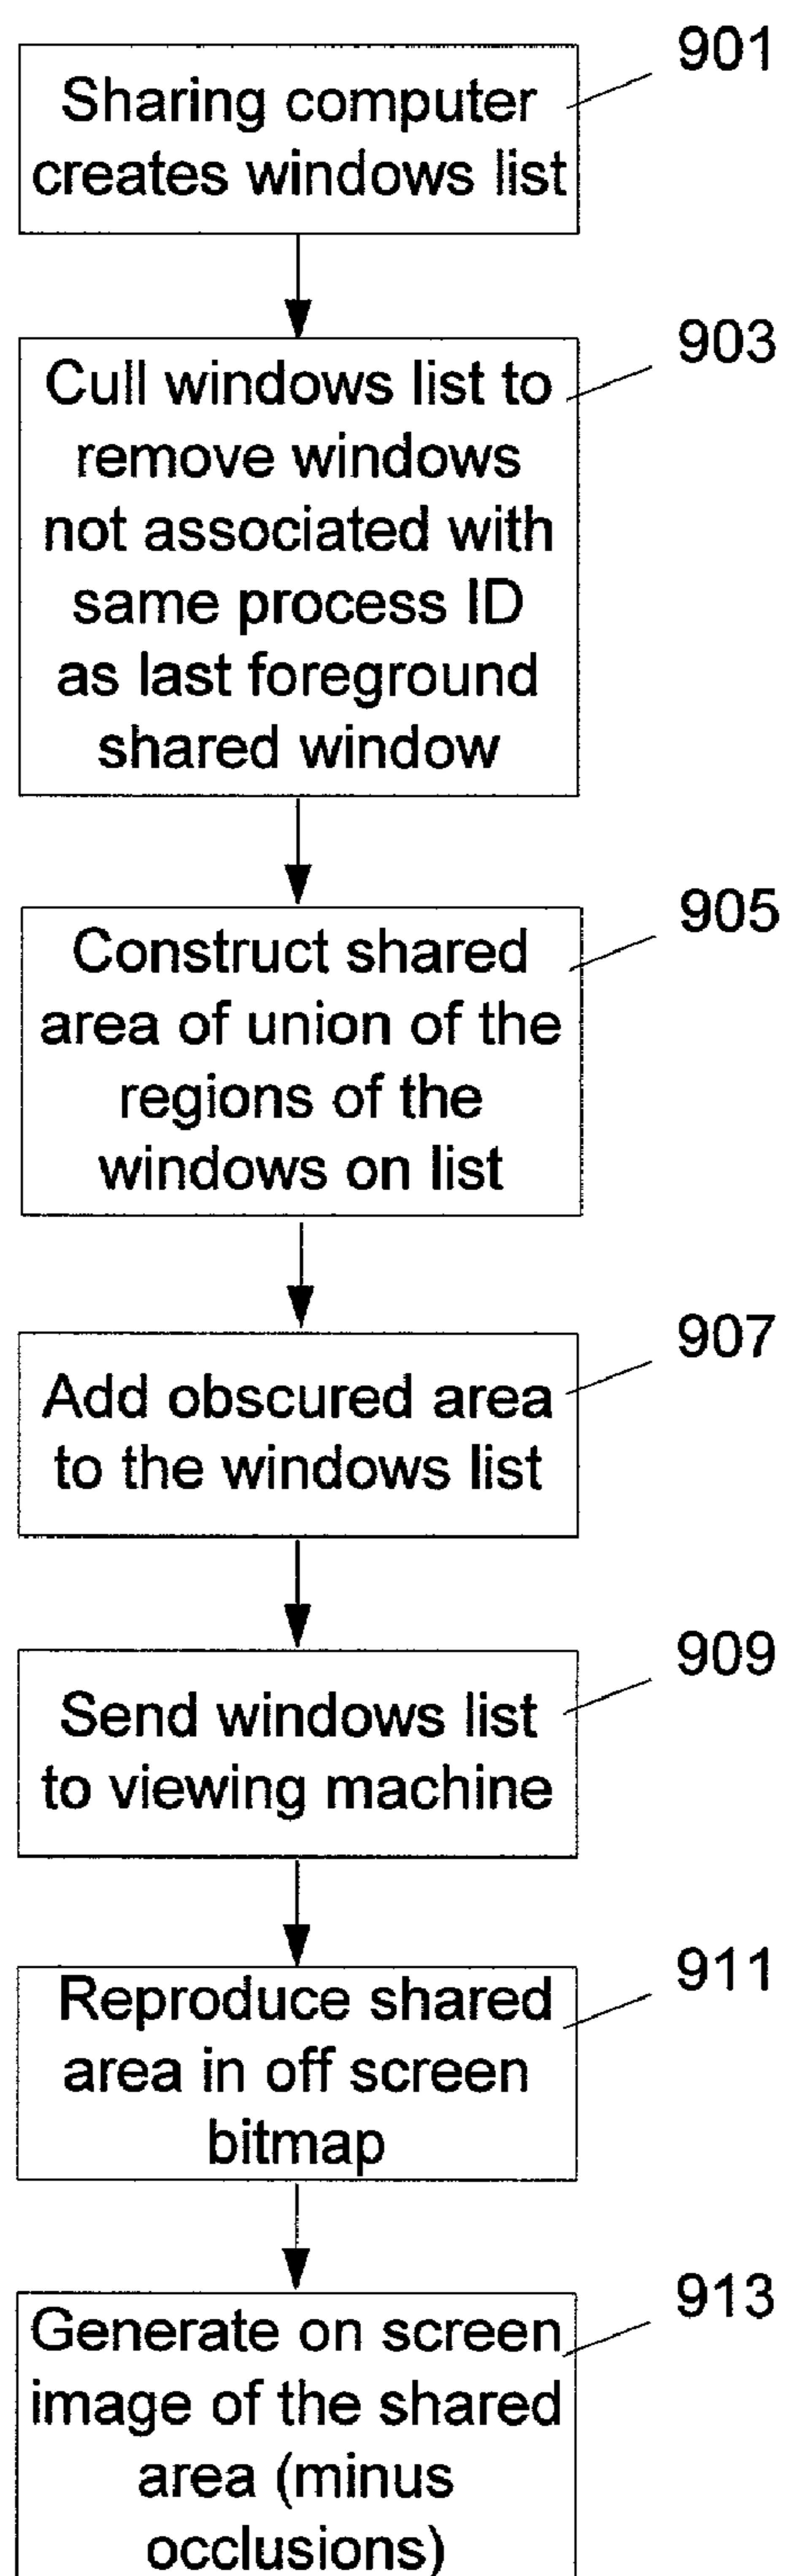 901
Sharing computer
creates windows list
903
Cull windows list to
remove windows
not associated with
same process ID
as last foreground
shared window
905
Construct shared
area of union of the
regions of the
windows on list
907
Add obscured area
to the windows list
909
Send windows list
to viewing machine
911
Reproduce shared
area in off screen
bitmap
913
Generate on screen
image of the shared
area (minus
occlusions)